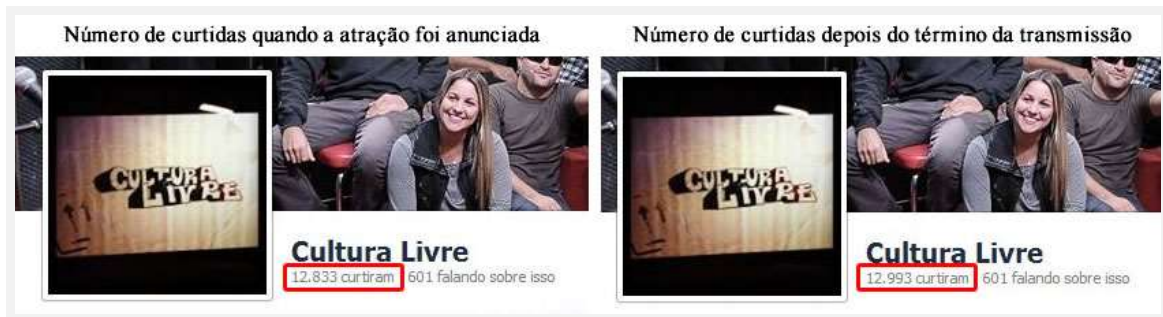 Número de curtidas quando a atração foi anunciada
CULTURA
LIVRE
Cultura Livre
12.833 curtiram 601 falando sobre isso
Número de curtidas depois do término da transmissão
CULTURA
LIVRE
Cultura Livre
12.993 curtiram 601 falando sobre isso